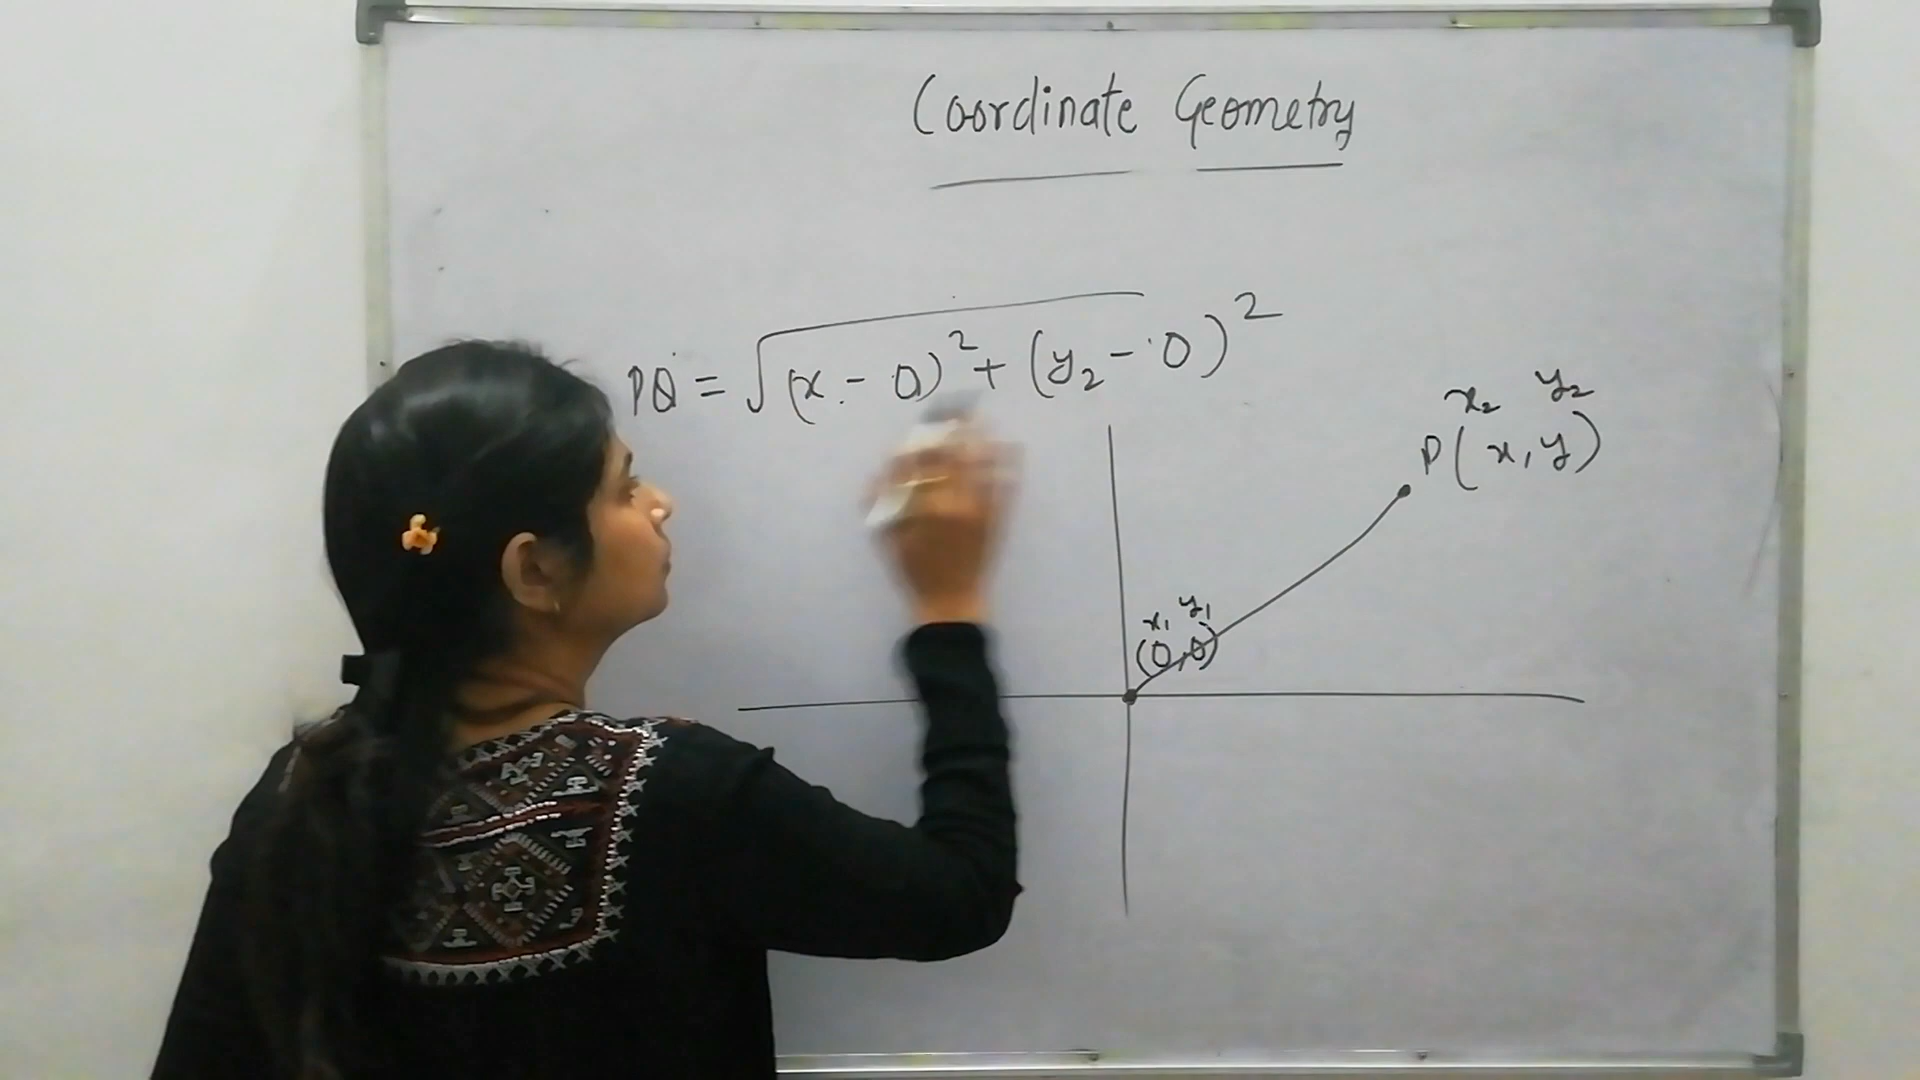 Coordinate Geometry
PQ = √(x - 0)² + (y₂ - 0)²
x₂ y₂
P(x, y)
x₁ y₁
(0, 0)